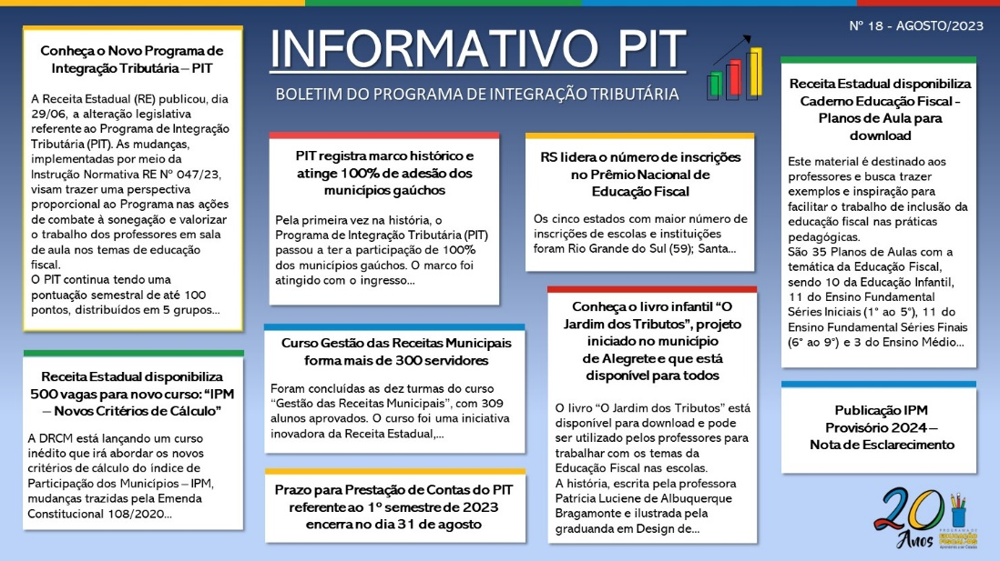 Nº 18 - AGOSTO/2023
INFORMATIVO PIT
BOLETIM DO PROGRAMA DE INTEGRAÇÃO TRIBUTÁRIA
Conheça o Novo Programa de
Integração Tributária – PIT
A Receita Estadual (RE) publicou, dia
29/06, a alteração legislativa
referente ao Programa de Integração
Tributária (PIT). As mudanças,
implementadas por meio da
Instrução Normativa RE Nº 047/23,
visam trazer uma perspectiva
proporcional ao Programa nas ações
de combate à sonegação e valorizar
o trabalho dos professores em sala
de aula nos temas de educação
fiscal.
O PIT continua tendo uma
pontuação semestral de até 100
pontos, distribuídos em 5 grupos...
Receita Estadual disponibiliza
500 vagas para novo curso: “IPM
– Novos Critérios de Cálculo”
A DRCM está lançando um curso
inédito que irá abordar os novos
critérios de cálculo do índice de
Participação dos Municípios – IPM,
mudanças trazidas pela Emenda
Constitucional 108/2020...
PIT registra marco histórico e
atinge 100% de adesão dos
municípios gaúchos
Pela primeira vez na história, o
Programa de Integração Tributária (PIT)
passou a ter a participação de 100%
dos municípios gaúchos. O marco foi
atingido com o ingresso...
Curso Gestão das Receitas Municipais
forma mais de 300 servidores
Foram concluídas as dez turmas do curso
“Gestão das Receitas Municipais”, com 309
alunos aprovados. O curso foi uma iniciativa
inovadora da Receita Estadual,...
Prazo para Prestação de Contas do PIT
referente ao 1º semestre de 2023
encerra no dia 31 de agosto
RS lidera o número de inscrições
no Prêmio Nacional de
Educação Fiscal
Os cinco estados com maior número de
inscrições de escolas e instituições
foram Rio Grande do Sul (59); Santa...
Conheça o livro infantil “O
Jardim dos Tributos”, projeto
iniciado no município
de Alegrete e que está
disponível para todos
O livro “O Jardim dos Tributos” está
disponível para download e pode
ser utilizado pelos professores para
trabalhar com os temas da
Educação Fiscal nas escolas.
A história, escrita pela professora
Patrícia Luciene de Albuquerque
Bragamonte e ilustrada pela
graduanda em Design de...
Receita Estadual disponibiliza
Caderno Educação Fiscal -
Planos de Aula para
download
Este material é destinado aos
professores e busca trazer
exemplos e inspiração para
facilitar o trabalho de inclusão da
educação fiscal nas práticas
pedagógicas.
São 35 Planos de Aulas com a
temática da Educação Fiscal,
sendo 10 da Educação Infantil,
11 do Ensino Fundamental
Séries Iniciais (1° ao 5°), 11 do
Ensino Fundamental Séries Finais
(6° ao 9°) e 3 do Ensino Médio...
Publicação IPM
Provisório 2024 –
Nota de Esclarecimento
20
Anos
PROGRAMA DE
EDUCAÇÃO
FISCAL-RS